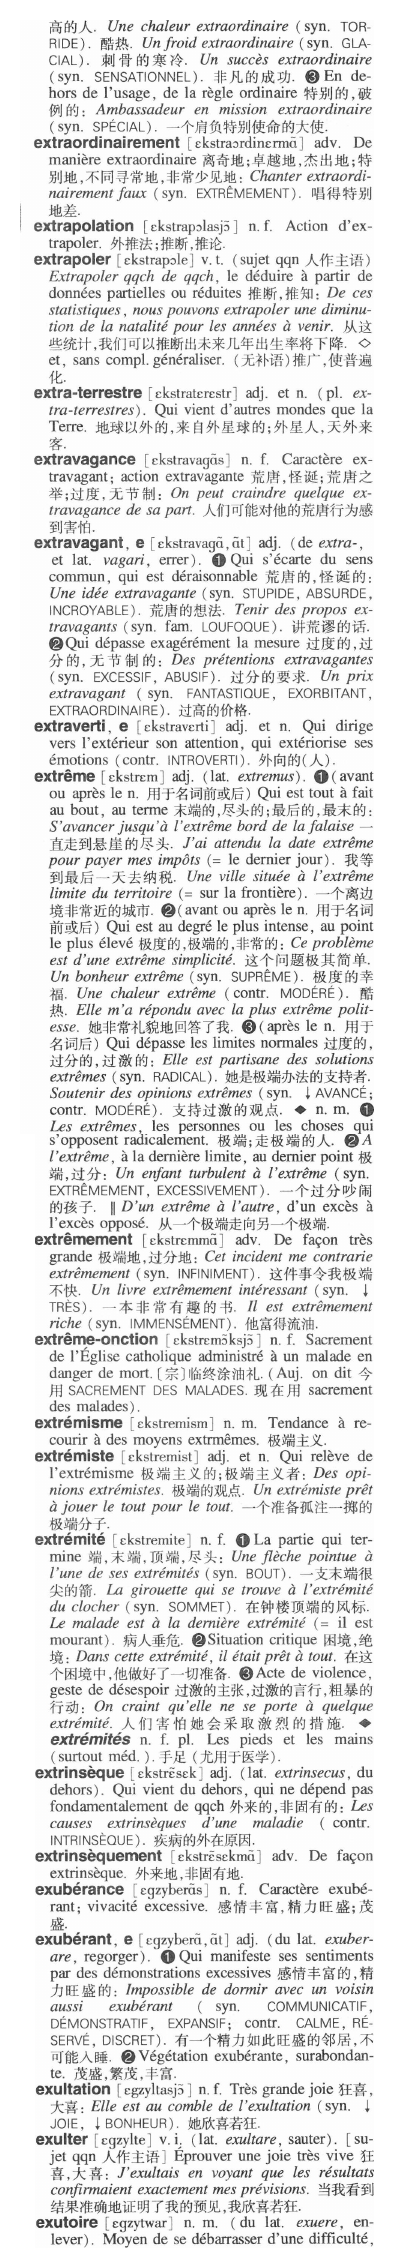 高的人. Une chaleur extraordinaire (syn. TOR-
RIDE). 酷热. Un froid extraordinaire (syn. GLA-
CIAL). 刺骨的寒冷. Un succès extraordinaire
(syn. SENSATIONNEL). 非凡的成功. ❸ En de-
hors de l'usage, de la règle ordinaire 特别的,破
例的: Ambassadeur en mission extraordinaire
(syn. SPÉCIAL). 一个肩负特别使命的大使.
extraordinairement [ɛkstraɔrdinɛrmɑ̃] adv. De
manière extraordinaire 离奇地;卓越地,杰出地;特
别地,不同寻常地,非常少见地: Chanter extraordi-
nairement faux (syn. EXTRÊMEMENT). 唱得特别
地差.
extrapolation [ɛkstrapɔlasjɔ̃] n. f. Action d'ex-
trapoler. 外推法;推断,推论.
extrapoler [ɛkstrapɔle] v. t. (sujet qqn 人作主语)
Extrapoler qqch de qqch, le déduire à partir de
données partielles ou réduites 推断,推知: De ces
statistiques, nous pouvons extrapoler une diminu-
tion de la natalité pour les années à venir. 从这
些统计,我们可以推断出未来几年出生率将下降. ◇
et, sans compl. généraliser. (无补语)推广,使普遍
化.
extra-terrestre [ɛkstratɛrɛstr] adj. et n. (pl. ex-
tra-terrestres). Qui vient d'autres mondes que la
Terre. 地球以外的,来自外星球的;外星人,天外来
客.
extravagance [ɛkstravagɑ̃s] n. f. Caractère ex-
travagant; action extravagante 荒唐,怪诞;荒唐之
举;过度,无节制: On peut craindre quelque ex-
travagance de sa part. 人们可能对他的荒唐行为感
到害怕.
extravagant, e [ɛkstravagɑ̃, ɑ̃t] adj. (de extra-,
et lat. vagari, errer). ❶ Qui s'écarte du sens
commun, qui est déraisonnable 荒唐的,怪诞的:
Une idée extravagante (syn. STUPIDE, ABSURDE,
INCROYABLE). 荒唐的想法. Tenir des propos ex-
travagants (syn. fam. LOUFOQUE). 讲荒谬的话.
❷ Qui dépasse exagérément la mesure 过度的,过
分的,无节制的: Des prétentions extravagantes
(syn. EXCESSIF, ABUSIF). 过分的要求. Un prix
extravagant ( syn. FANTASTIQUE, EXORBITANT,
EXTRAORDINAIRE). 过高的价格.
extraverti, e [ɛkstravɛrti] adj. et n. Qui dirige
vers l'extérieur son attention, qui extériorise ses
émotions (contr. INTROVERTI). 外向的(人).
extrême [ɛkstrɛm] adj. (lat. extremus). ❶ (avant
ou après le n. 用于名词前或后) Qui est tout à fait
au bout, au terme 末端的,尽头的;最后的,最末的:
S'avancer jusqu'à l'extrême bord de la falaise 一
直走到悬崖的尽头. J'ai attendu la date extrême
pour payer mes impôts (= le dernier jour). 我等
到最后一天去纳税. Une ville située à l'extrême
limite du territoire (= sur la frontière). 一个离边
境非常近的城市. ❷ (avant ou après le n. 用于名词
前或后) Qui est au degré le plus intense, au point
le plus élevé 极度的,极端的,非常的: Ce problème
est d'une extrême simplicité. 这个问题极其简单.
Un bonheur extrême (syn. SUPRÊME). 极度的幸
福. Une chaleur extrême (contr. MODÉRÉ). 酷
热. Elle m'a répondu avec la plus extrême polit-
esse. 她非常礼貌地回答了我. ❸ (après le n. 用于
名词后) Qui dépasse les limites normales 过度的,
过分的,过激的: Elle est partisane des solutions
extrêmes (syn. RADICAL). 她是极端办法的支持者.
Soutenir des opinions extrêmes (syn. ↓ AVANCÉ;
contr. MODÉRÉ). 支持过激的观点. ◆ n. m. ❶
Les extrêmes, les personnes ou les choses qui
s'opposent radicalement. 极端;走极端的人. ❷ A
l'extrême, à la dernière limite, au dernier point 极
端,过分: Un enfant turbulent à l'extrême (syn.
EXTRÊMEMENT, EXCESSIVEMENT). 一个过分吵闹
的孩子. ‖ D'un extrême à l'autre, d'un excès à
l'excès opposé. 从一个极端走向另一个极端.
extrêmement [ɛkstrɛmmɑ̃] adv. De façon très
grande 极端地,过分地: Cet incident me contrarie
extrêmement (syn. INFINIMENT). 这件事令我极端
不快. Un livre extrêmement intéressant (syn. ↓
TRÈS). 一本非常有趣的书. Il est extrêmement
riche (syn. IMMENSÉMENT). 他富得流油.
extrême-onction [ɛkstrɛmɔ̃ksjɔ̃] n. f. Sacrement
de l'Église catholique administré à un malade en
danger de mort. [宗]临终涂油礼. (Auj. on dit 今
用 SACREMENT DES MALADES. 现在用 sacrement
des malades).
extrémisme [ɛkstremism] n. m. Tendance à re-
courir à des moyens extrmêmes. 极端主义.
extrémiste [ɛkstremist] adj. et n. Qui relève de
l'extrémisme 极端主义的;极端主义者: Des opi-
nions extrémistes. 极端的观点. Un extrémiste prêt
à jouer le tout pour le tout. 一个准备孤注一掷的
极端分子.
extrémité [ɛkstremite] n. f. ❶ La partie qui ter-
mine 端,末端,顶端,尽头: Une flèche pointue à
l'une de ses extrémités (syn. BOUT). 一支末端很
尖的箭. La girouette qui se trouve à l'extrémité
du clocher (syn. SOMMET). 在钟楼顶端的风标.
Le malade est à la dernière extrémité (= il est
mourant). 病人垂危. ❷ Situation critique 困境,绝
境: Dans cette extrémité, il était prêt à tout. 在这
个困境中,他做好了一切准备. ❸ Acte de violence,
geste de désespoir 过激的主张,过激的言行,粗暴的
行动: On craint qu'elle ne se porte à quelque
extrémité. 人们害怕她会采取激烈的措施. ◆
extrémités n. f. pl. Les pieds et les mains
(surtout méd. ). 手足 (尤用于医学).
extrinsèque [ɛkstrɛ̃sɛk] adj. (lat. extrinsecus, du
dehors). Qui vient du dehors, qui ne dépend pas
fondamentalement de qqch 外来的,非固有的: Les
causes extrinsèques d'une maladie ( contr.
INTRINSÈQUE). 疾病的外在原因.
extrinsèquement [ɛkstrɛ̃sɛkmɑ̃] adv. De façon
extrinsèque. 外来地,非固有地.
exubérance [ɛgzyberɑ̃s] n. f. Caractère exubé-
rant; vivacité excessive. 感情丰富,精力旺盛;茂
盛.
exubérant, e [ɛgzyberɑ̃, ɑ̃t] adj. (du lat. exuber-
are, regorger). ❶ Qui manifeste ses sentiments
par des démonstrations excessives 感情丰富的,精
力旺盛的: Impossible de dormir avec un voisin
aussi exubérant ( syn. COMMUNICATIF,
DÉMONSTRATIF, EXPANSIF; contr. CALME, RÉ-
SERVÉ, DISCRET). 有一个精力如此旺盛的邻居,不
可能入睡. ❷ Végétation exubérante, surabondan-
te. 茂盛,繁茂,丰富.
exultation [ɛgzyltasjɔ̃] n. f. Très grande joie 狂喜,
大喜: Elle est au comble de l'exultation (syn. ↓
JOIE, ↓ BONHEUR). 她欣喜若狂.
exulter [ɛgzylte] v. i. (lat. exultare, sauter). [su-
jet qqn 人作主语] Éprouver une joie très vive 狂
喜,大喜: J'exultais en voyant que les résultats
confirmaient exactement mes prévisions. 当我看到
结果准确地证明了我的预见,我欣喜若狂.
exutoire [ɛgzytwar] n. m. (du lat. exuere, en-
lever). Moyen de se débarrasser d'une difficulté,